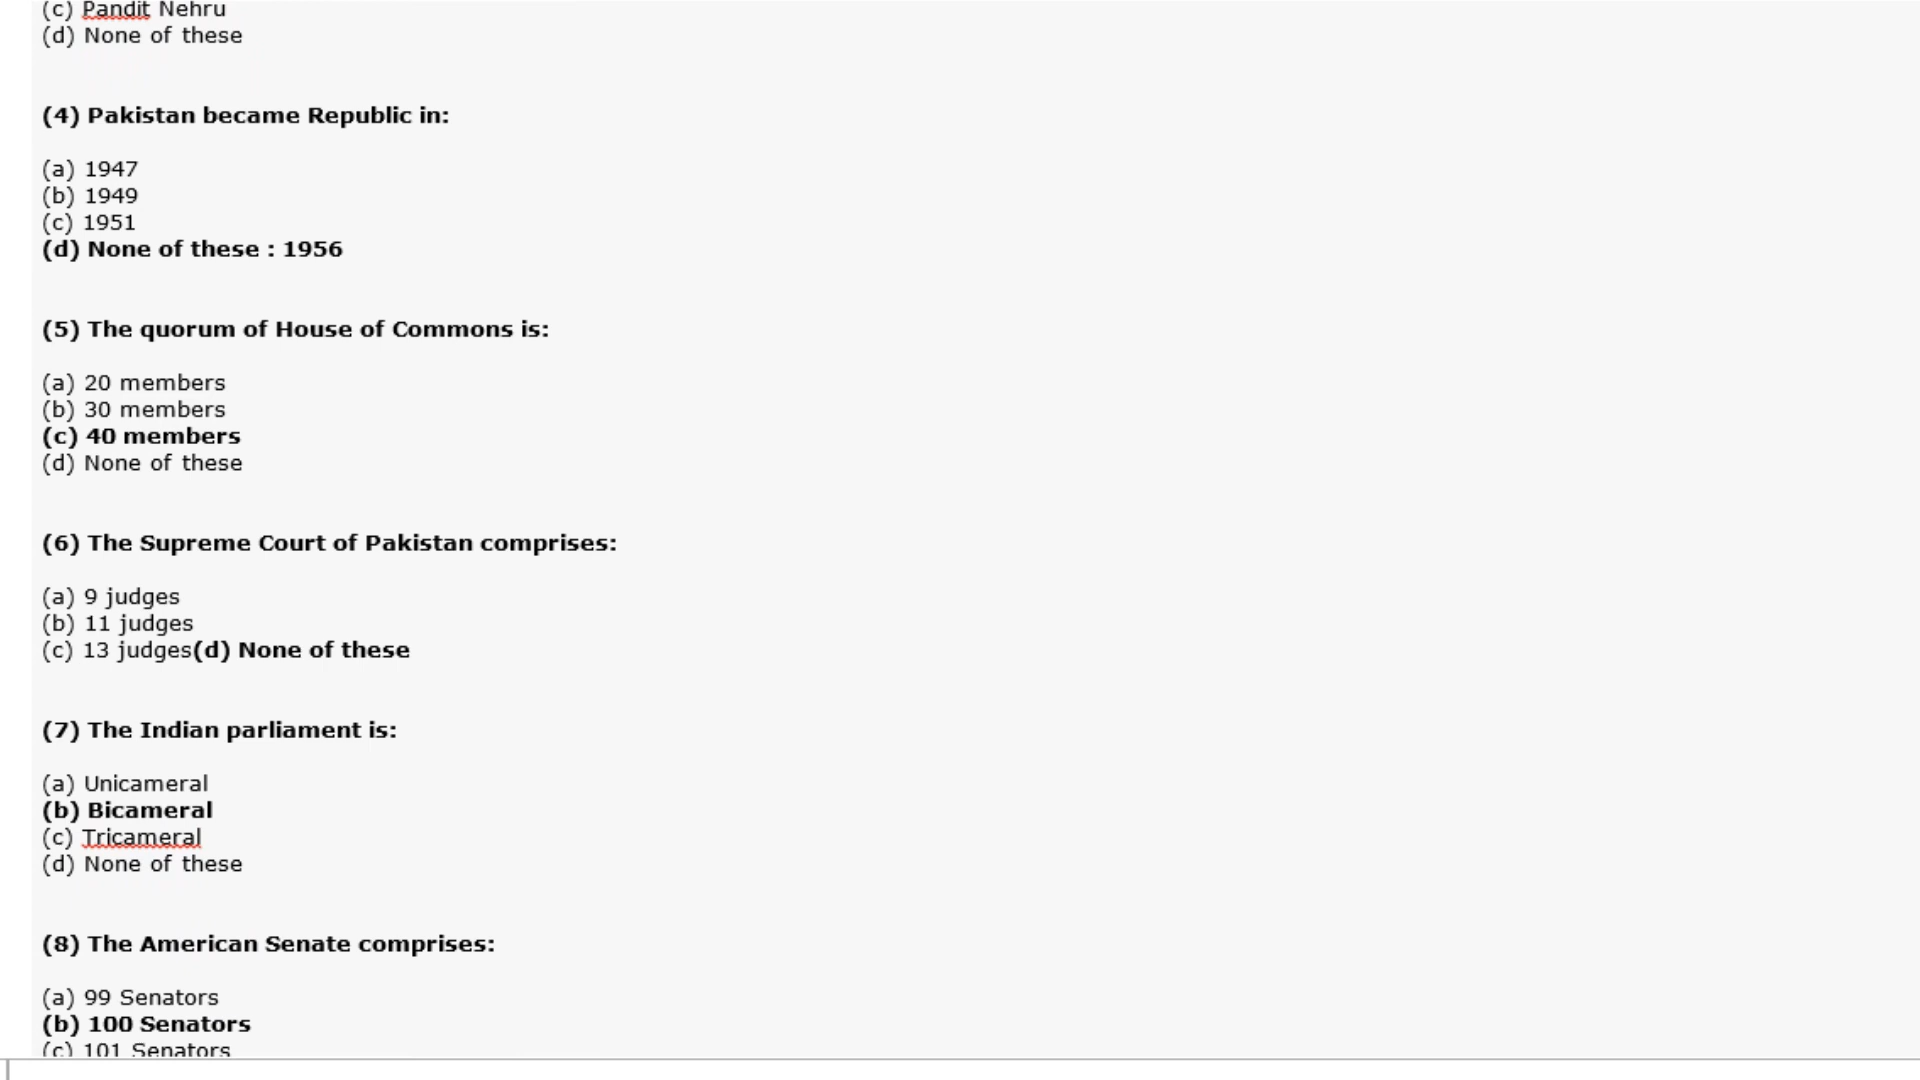 (c) Pandit Nehru
(d) None of these
(4) Pakistan became Republic in:
(a) 1947
(b) 1949
(c) 1951
(d) None of these : 1956
(5) The quorum of House of Commons is:
(a) 20 members
(b) 30 members
(c) 40 members
(d) None of these
(6) The Supreme Court of Pakistan comprises:
(a) 9 judges
(b) 11 judges
(c) 13 judges(d) None of these
(7) The Indian parliament is:
(a) Unicameral
(b) Bicameral
(c) Tricameral
(d) None of these
(8) The American Senate comprises:
(a) 99 Senators
(b) 100 Senators
(c) 101 Senators